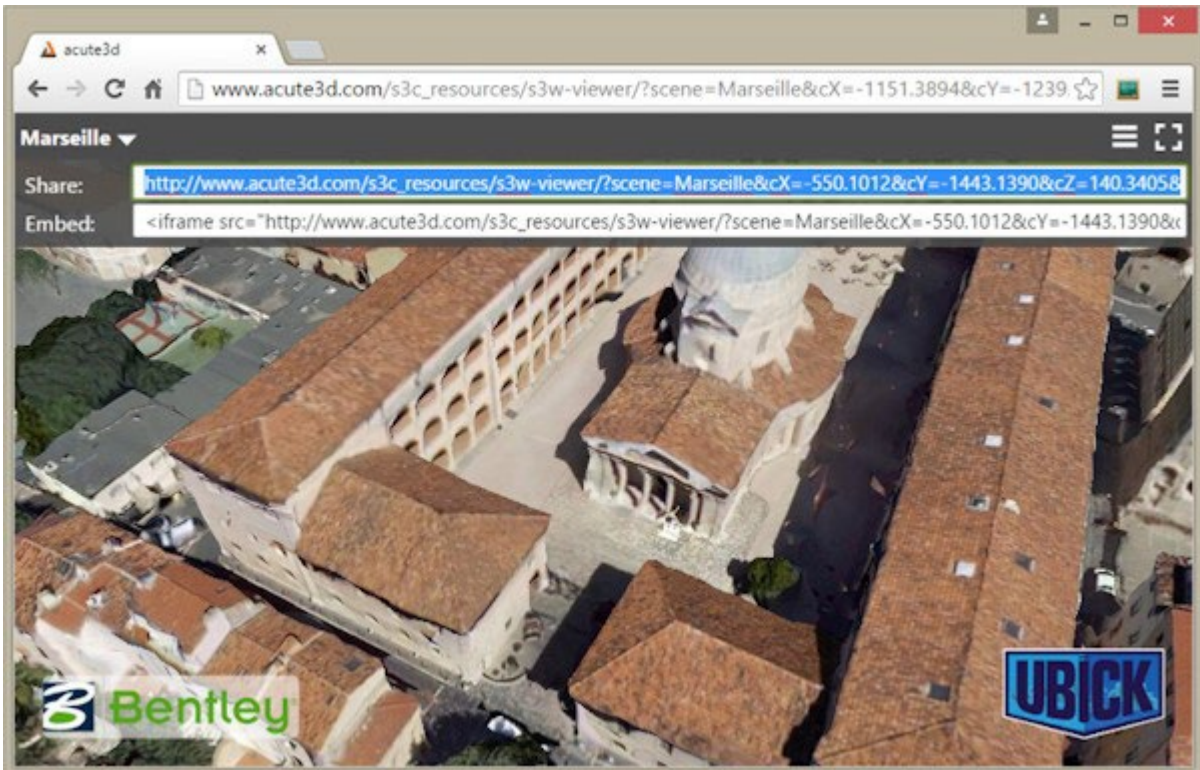 acute3d
www.acute3d.com/s3c_resources/s3w-viewer/?scene=Marseille&cX=-1151.3894&cY=-1239
Marseille
Share: http://www.acute3d.com/s3c_resources/s3w-viewer/?scene=Marseille&cX=-550.1012&cY=-1443.1390&cZ=140.3405&
Embed: <iframe src="http://www.acute3d.com/s3c_resources/s3w-viewer/?scene=Marseille&cX=-550.1012&cY=-1443.1390&c
Bentley
UBICK